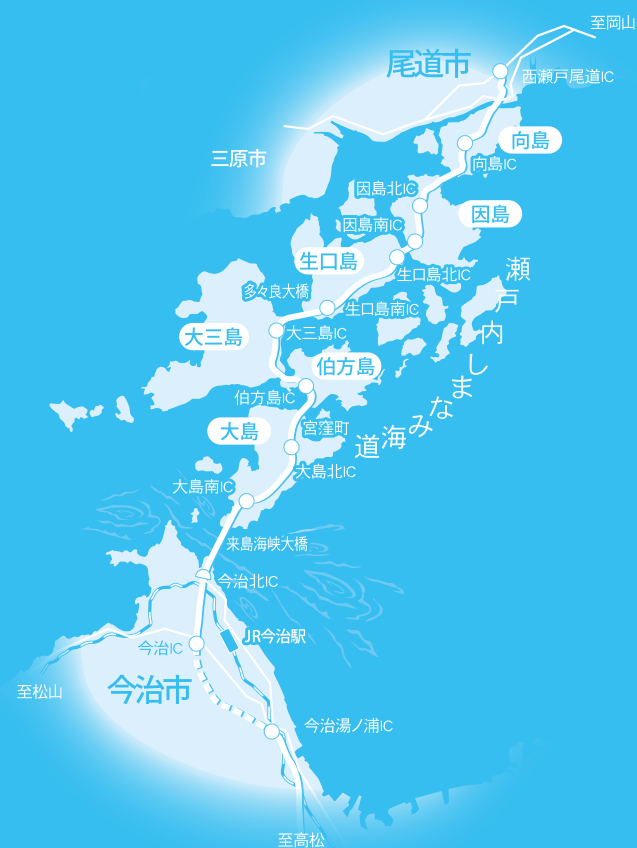 至岡山
尾道市
西瀬戸尾道IC
向島
三原市
向島IC
因島北IC
因島
因島南IC
生口島
生口島北IC
瀬戸内しまなみ海道
多々良大橋
生口島南IC
大三島
大三島IC
伯方島
伯方島IC
大島
宮窪町
大島北IC
大島南IC
来島海峡大橋
今治北IC
JR今治駅
今治IC
今治市
至松山
今治湯ノ浦IC
至高松